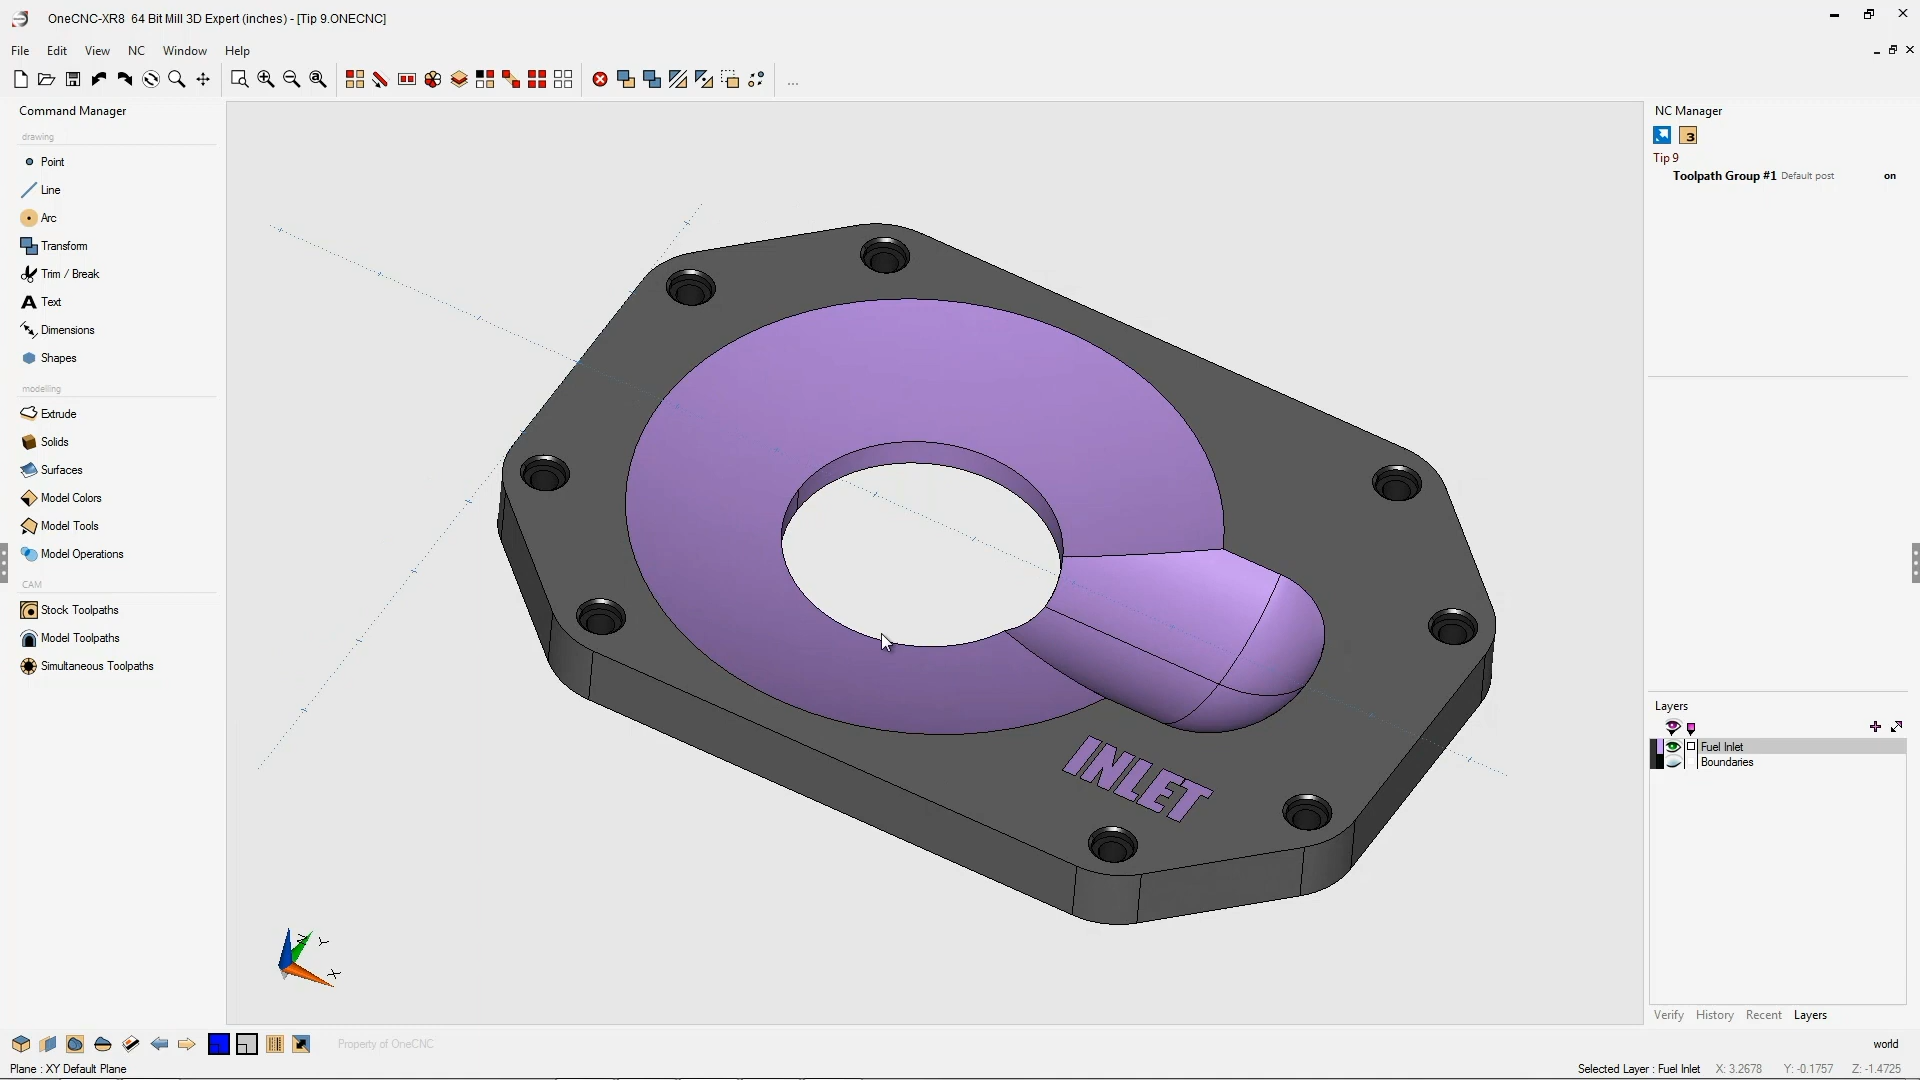 OneCNC-XR8  64 Bit Mill 3D Expert (inches) - [Tip 9.ONECNC]
File Edit View NC Window Help
...
Command Manager
drawing
Point
Line
Arc
Transform
Trim / Break
Text
Dimensions
Shapes
modelling
Extrude
Solids
Surfaces
Model Colors
Model Tools
Model Operations
CAM
Stock Toolpaths
Model Toolpaths
Simultaneous Toolpaths
INLET
Y
X
NC Manager
3
Tip 9
Toolpath Group #1 Default post on
Layers
Fuel Inlet
Boundaries
Verify History Recent Layers
Property of OneCNC
world
Plane : XY Default Plane
Selected Layer : Fuel Inlet X: 3.2678 Y: -0.1757 Z: -1.4725